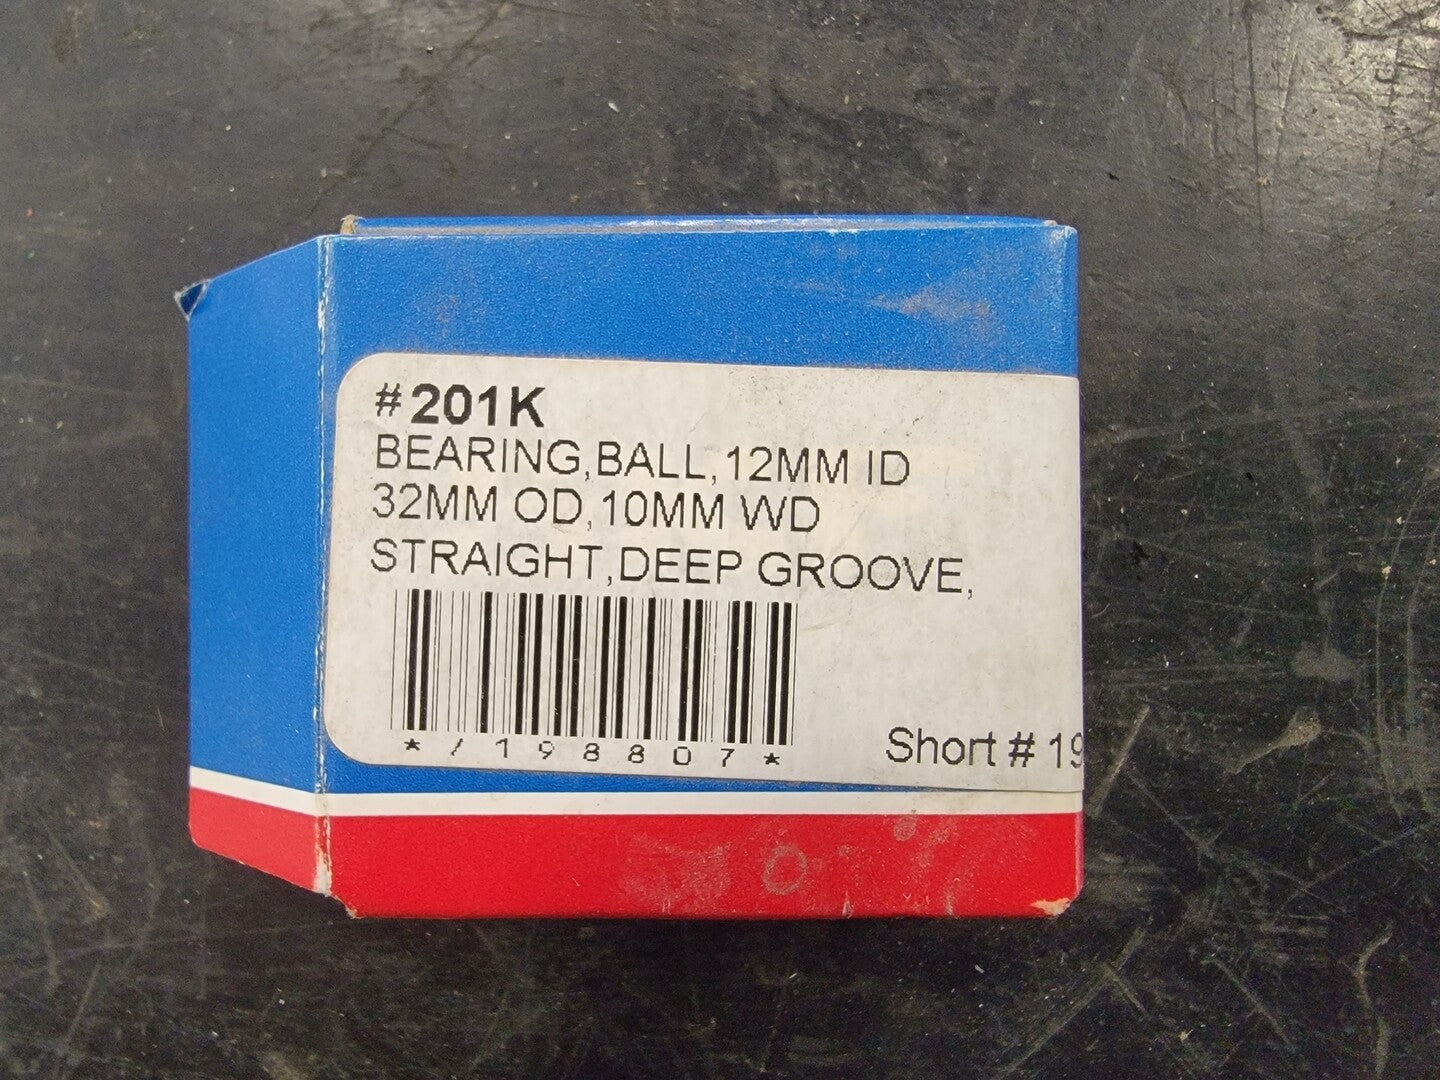 #201K
BEARING,BALL,12MM ID
32MM OD,10MM WD
STRAIGHT,DEEP GROOVE,
*/198807*
Short # 19